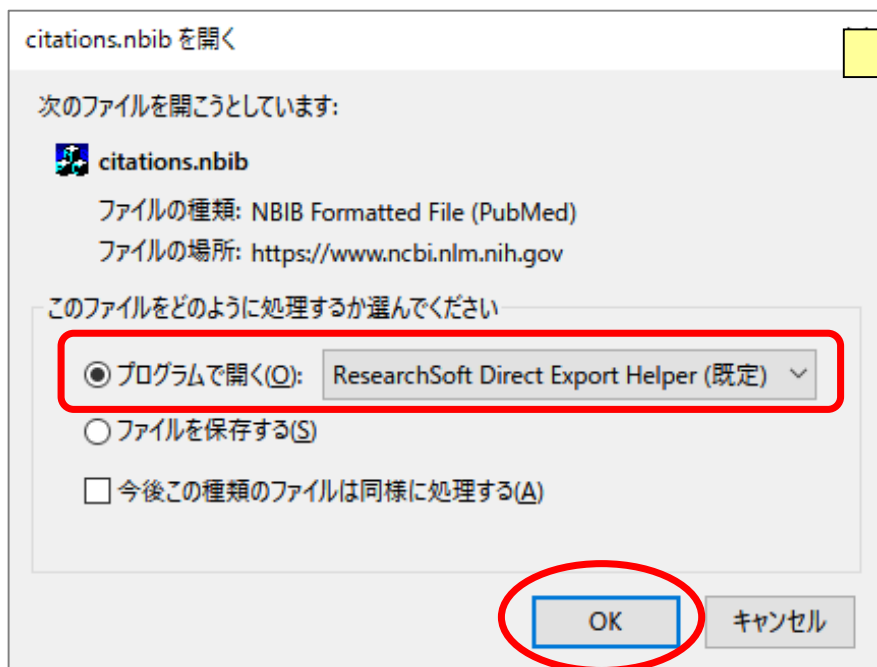 citations.nbib を開く
次のファイルを開こうとしています:
citations.nbib
ファイルの種類: NBIB Formatted File (PubMed)
ファイルの場所: https://www.ncbi.nlm.nih.gov
このファイルをどのように処理するか選んでください
プログラムで開く(O): ResearchSoft Direct Export Helper (既定)
ファイルを保存する(S)
今後この種類のファイルは同様に処理する(A)
OK キャンセル